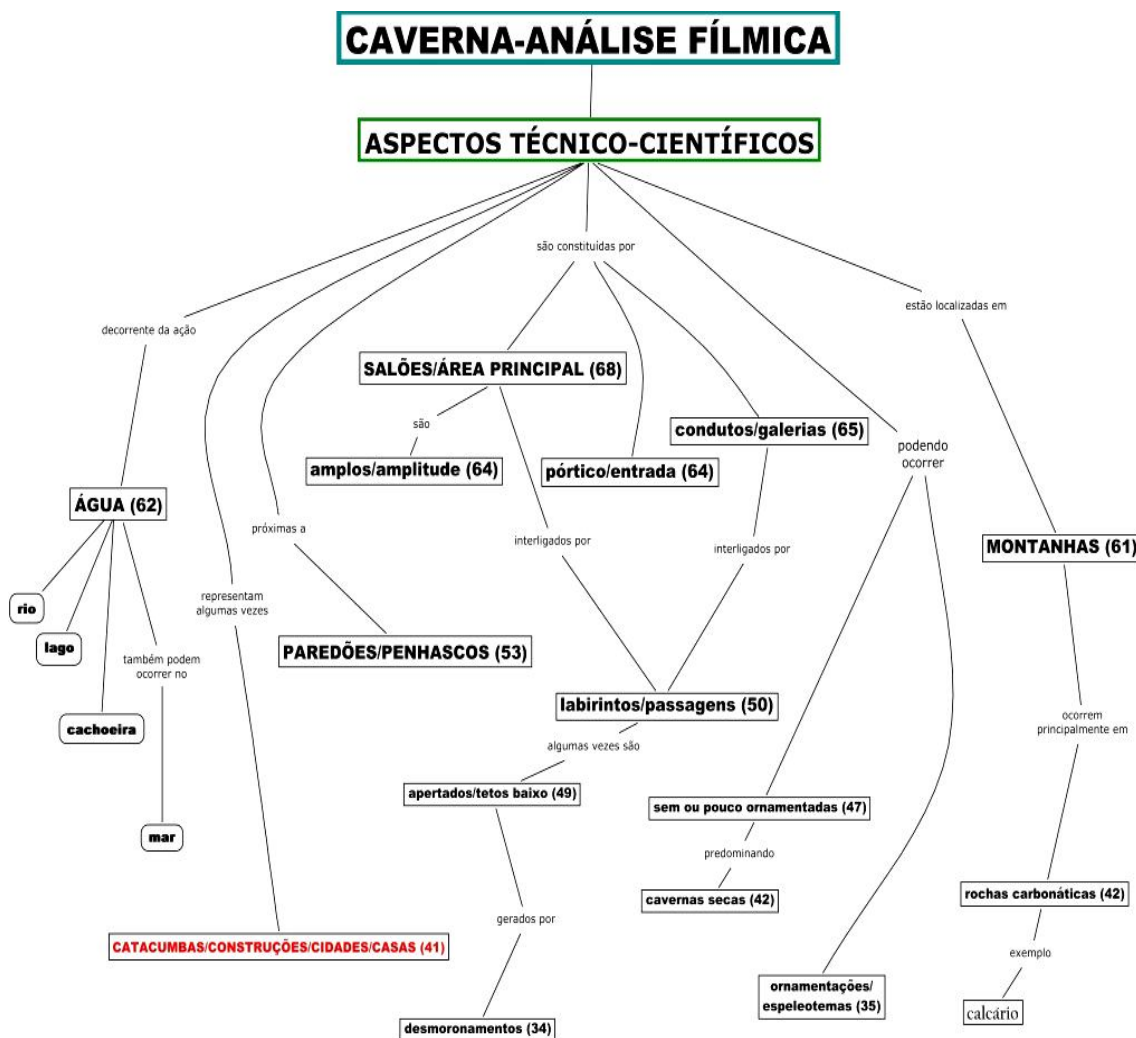 CAVERNA-ANÁLISE FÍLMICA
ASPECTOS TÉCNICO-CIENTÍFICOS
são constituídas por
estão localizadas em
decorrente da ação
SALÕES/ÁREA PRINCIPAL (68)
são
condutos/galerias (65)
podendo
ocorrer
amplos/amplitude (64)
pórtico/entrada (64)
ÁGUA (62)
próximas a
interligados por
interligados por
MONTANHAS (61)
rio
representam
algumas vezes
lago
PAREDÕES/PENHASCOS (53)
também podem
ocorrer no
labirintos/passagens (50)
cachoeira
ocorrem
principalmente em
algumas vezes são
apertados/tetos baixo (49)
sem ou pouco ornamentadas (47)
mar
predominando
cavernas secas (42)
rochas carbonáticas (42)
gerados por
CATACUMBAS/CONSTRUÇÕES/CIDADES/CASAS (41)
exemplo
ornamentações/
espeleotemas (35)
calcário
desmoronamentos (34)